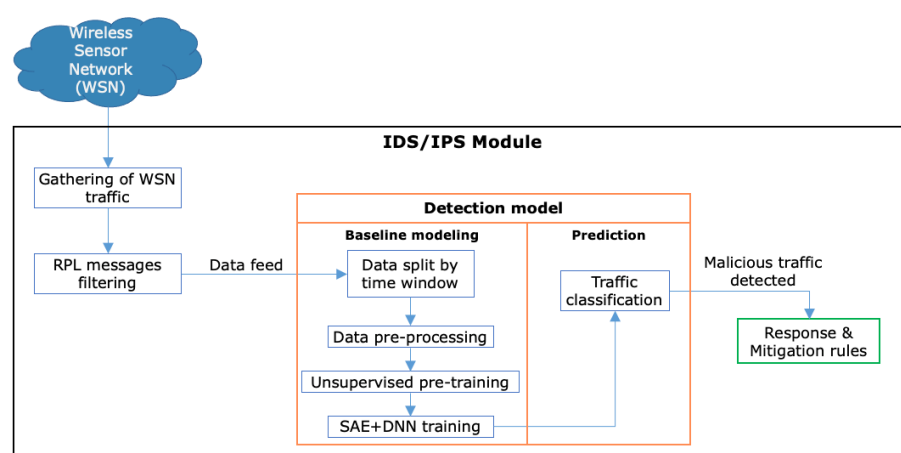 Wireless
Sensor
Network
(WSN)
IDS/IPS Module
Gathering of WSN
traffic
RPL messages
filtering
Data feed
Detection model
Baseline modeling
Data split by
time window
Data pre-processing
Unsupervised pre-training
SAE+DNN training
Prediction
Traffic
classification
Malicious traffic
detected
Response &
Mitigation rules